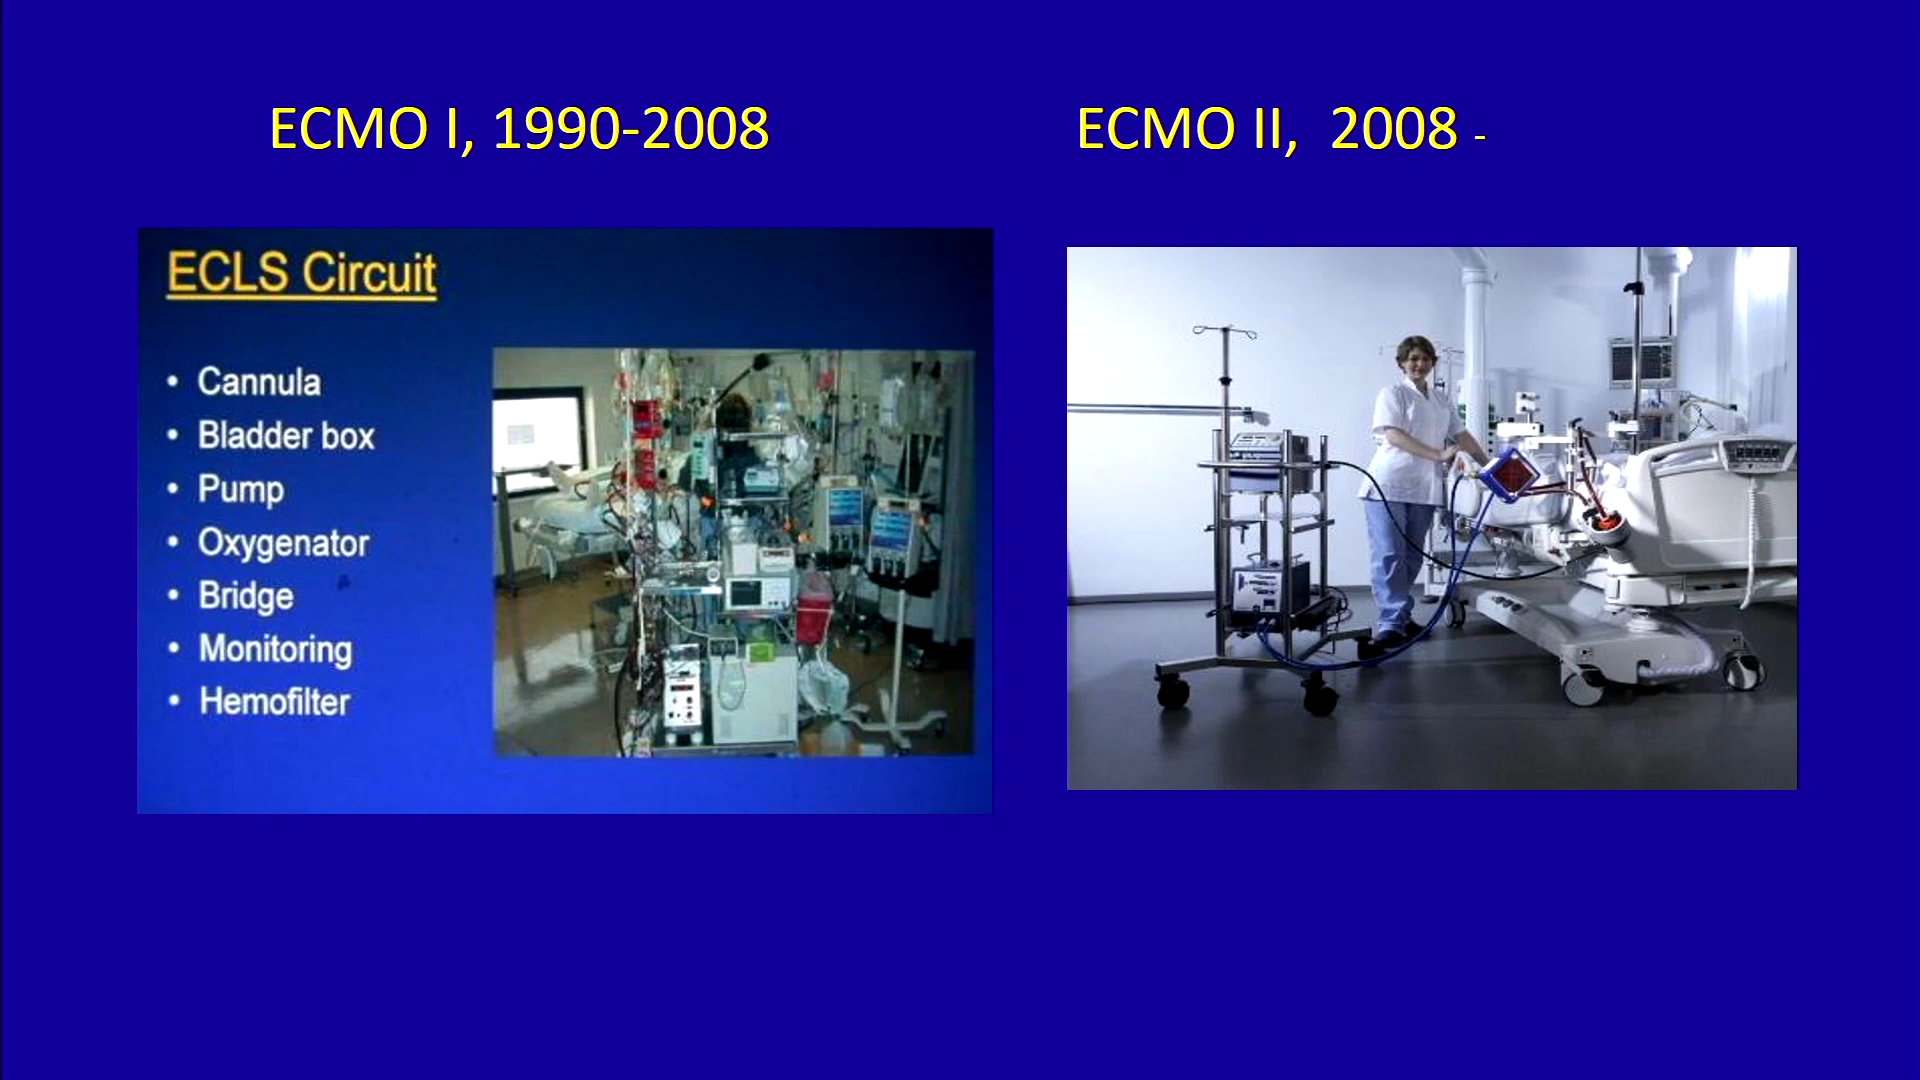 ECMO I, 1990-2008
ECMO II, 2008 -
ECLS Circuit
• Cannula
• Bladder box
• Pump
• Oxygenator
• Bridge
• Monitoring
• Hemofilter